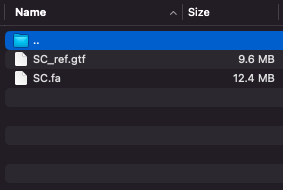 Name Size
..
SC_ref.gtf 9.6 MB
SC.fa 12.4 MB